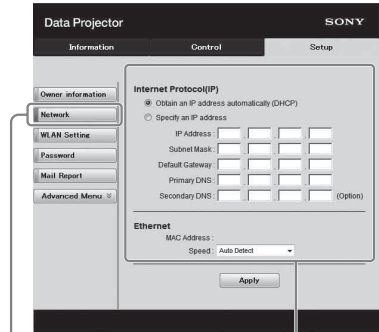 Data Projector
SONY
Information
Control
Setup
Owner information
Network
WLAN Setting
Password
Mail Report
Advanced Menu
Internet Protocol(IP)
Obtain an IP address automatically (DHCP)
Specify an IP address
IP Address :
Subnet Mask :
Default Gateway :
Primary DNS :
Secondary DNS :
(Option)
Ethernet
MAC Address :
Speed : Auto Detect
Apply